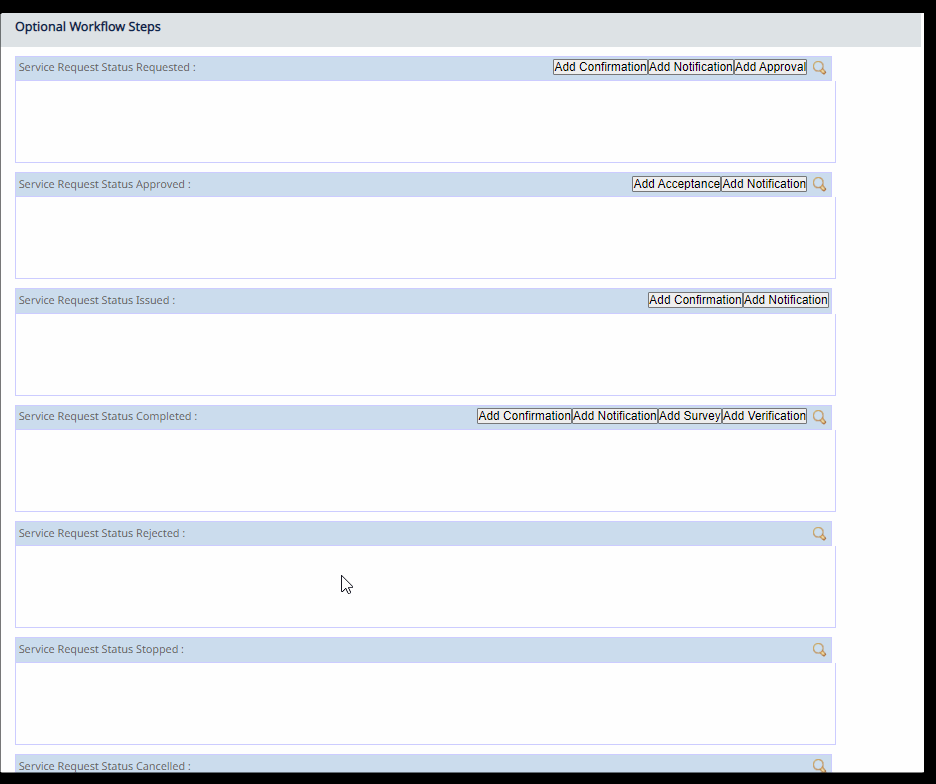 Optional Workflow Steps
Service Request Status Requested : Add Confirmation Add Notification Add Approval
Service Request Status Approved : Add Acceptance Add Notification
Service Request Status Issued : Add Confirmation Add Notification
Service Request Status Completed : Add Confirmation Add Notification Add Survey Add Verification
Service Request Status Rejected :
Service Request Status Stopped :
Service Request Status Cancelled :